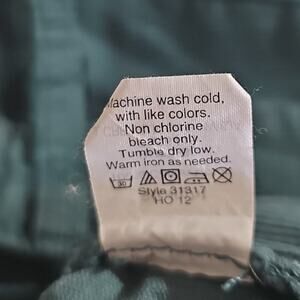 Machine wash cold,
with like colors.
Non chlorine
bleach only.
Tumble dry low.
Warm iron as needed.
30
Style 31317
HO 12